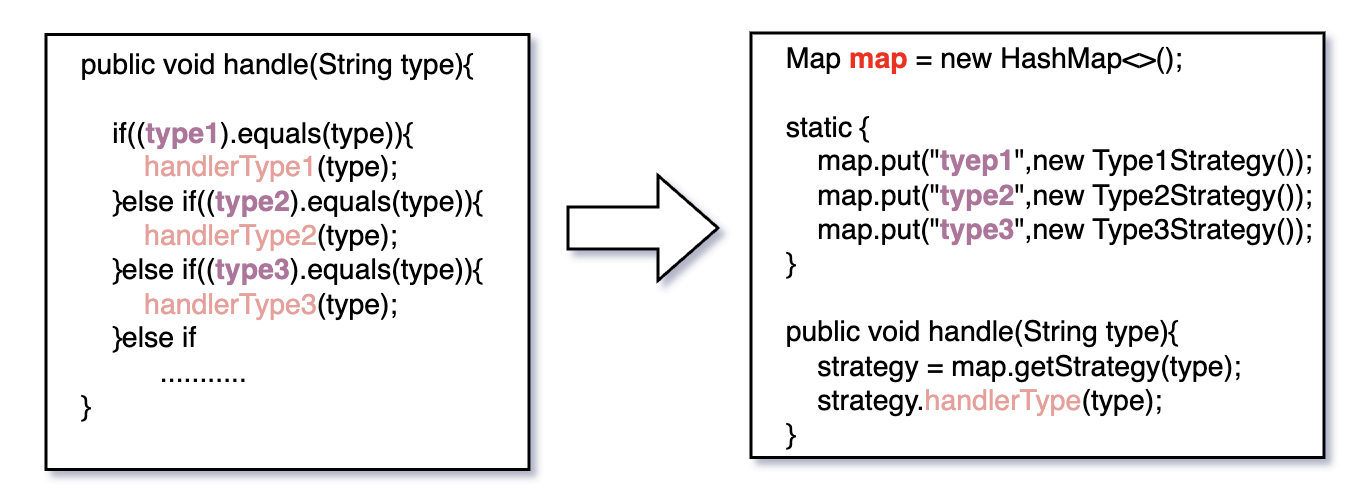 public void handle(String type){
if((type1).equals(type)){
handlerType1(type);
}else if((type2).equals(type)){
handlerType2(type);
}else if((type3).equals(type)){
handlerType3(type);
}else if
...........
}
Map map = new HashMap<>();
static {
map.put("tyep1",new Type1Strategy());
map.put("type2",new Type2Strategy());
map.put("type3",new Type3Strategy());
}
public void handle(String type){
strategy = map.getStrategy(type);
strategy.handlerType(type);
}